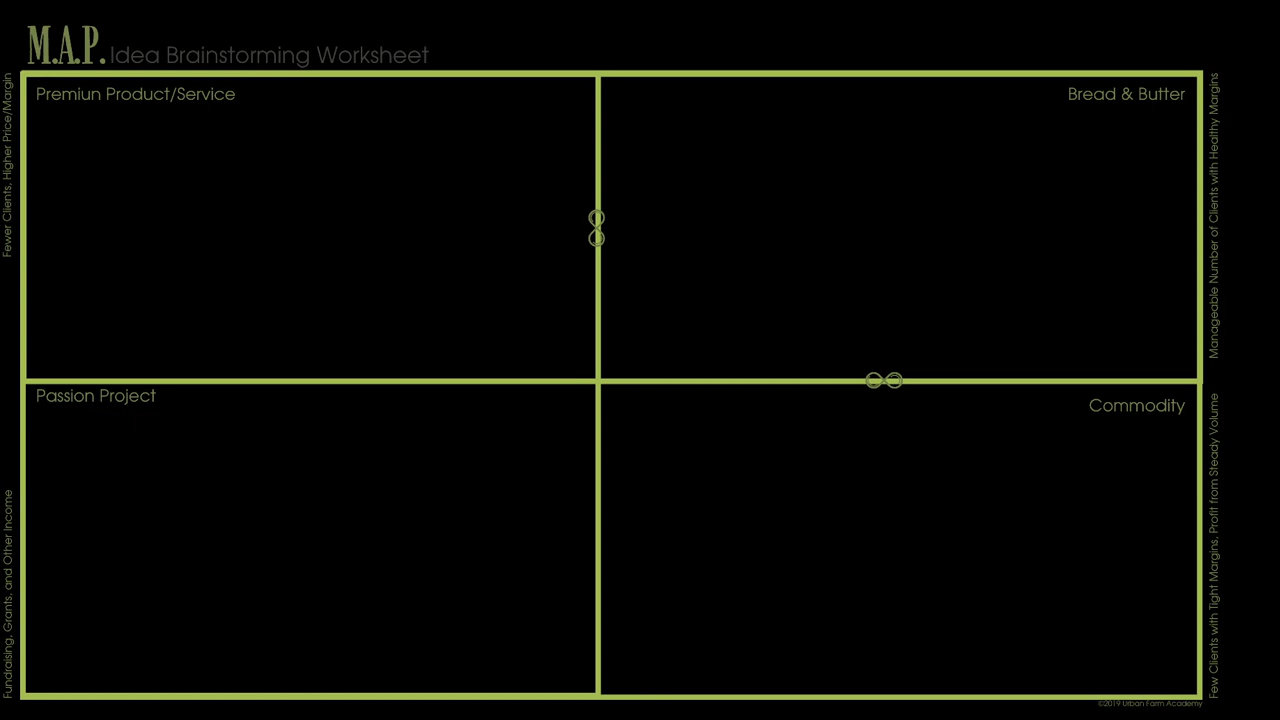 M.A.P. Idea Brainstorming Worksheet
Fewer Clients, Higher Price/Margin
Premiun Product/Service
Bread & Butter
Manageable Number of Clients with Healthy Margins
Passion Project
Commodity
Fundraising, Grants, and Other Income
Few Clients with Tight Margins, Profit from Steady Volume
©2019 Urban Farm Academy